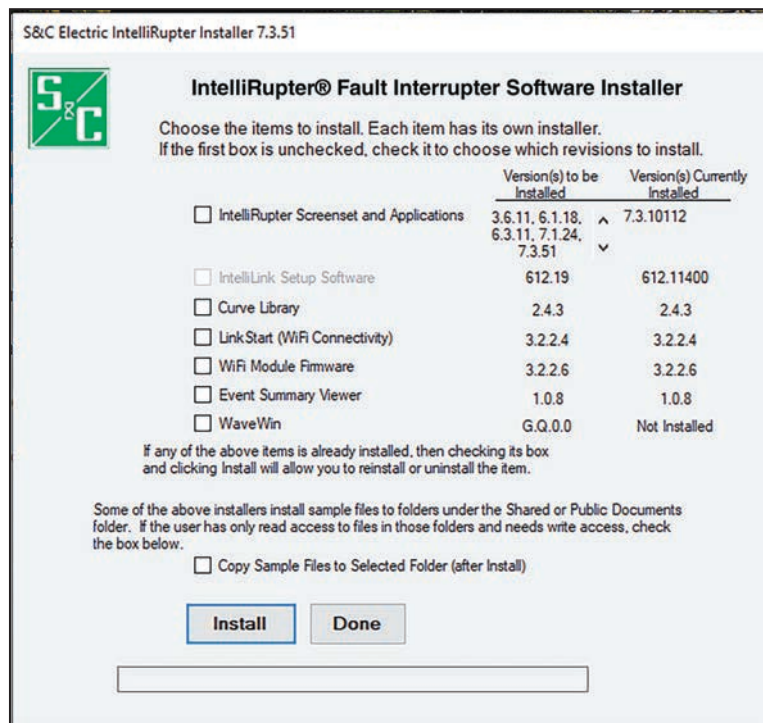 S&C Electric IntelliRupter Installer 7.3.51
S&C
IntelliRupter® Fault Interrupter Software Installer
Choose the items to install. Each item has its own installer.
If the first box is unchecked, check it to choose which revisions to install.
Version(s) to be Installed
Version(s) Currently Installed
IntelliRupter Screenset and Applications
3.6.11, 6.1.18,
6.3.11, 7.1.24,
7.3.51
7.3.10112
IntelliLink Setup Software 612.19 612.11400
Curve Library 2.4.3 2.4.3
LinkStart (WiFi Connectivity) 3.2.2.4 3.2.2.4
WiFi Module Firmware 3.2.2.6 3.2.2.6
Event Summary Viewer 1.0.8 1.0.8
WaveWin G.Q.0.0 Not Installed
If any of the above items is already installed, then checking its box
and clicking Install will allow you to reinstall or uninstall the item.
Some of the above installers install sample files to folders under the Shared or Public Documents
folder. If the user has only read access to files in those folders and needs write access, check
the box below.
Copy Sample Files to Selected Folder (after Install)
Install Done